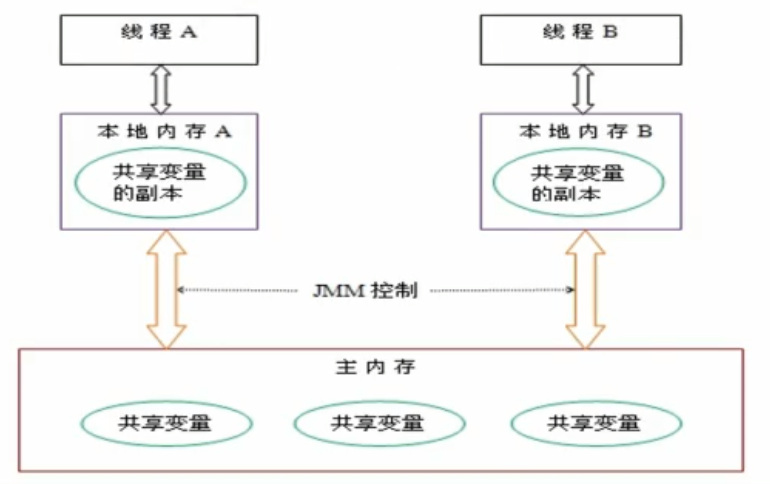 线程 A
线程 B
本地内存 A
本地内存 B
共享变量
的副本
共享变量
的副本
JMM 控制
主内存
共享变量
共享变量
共享变量